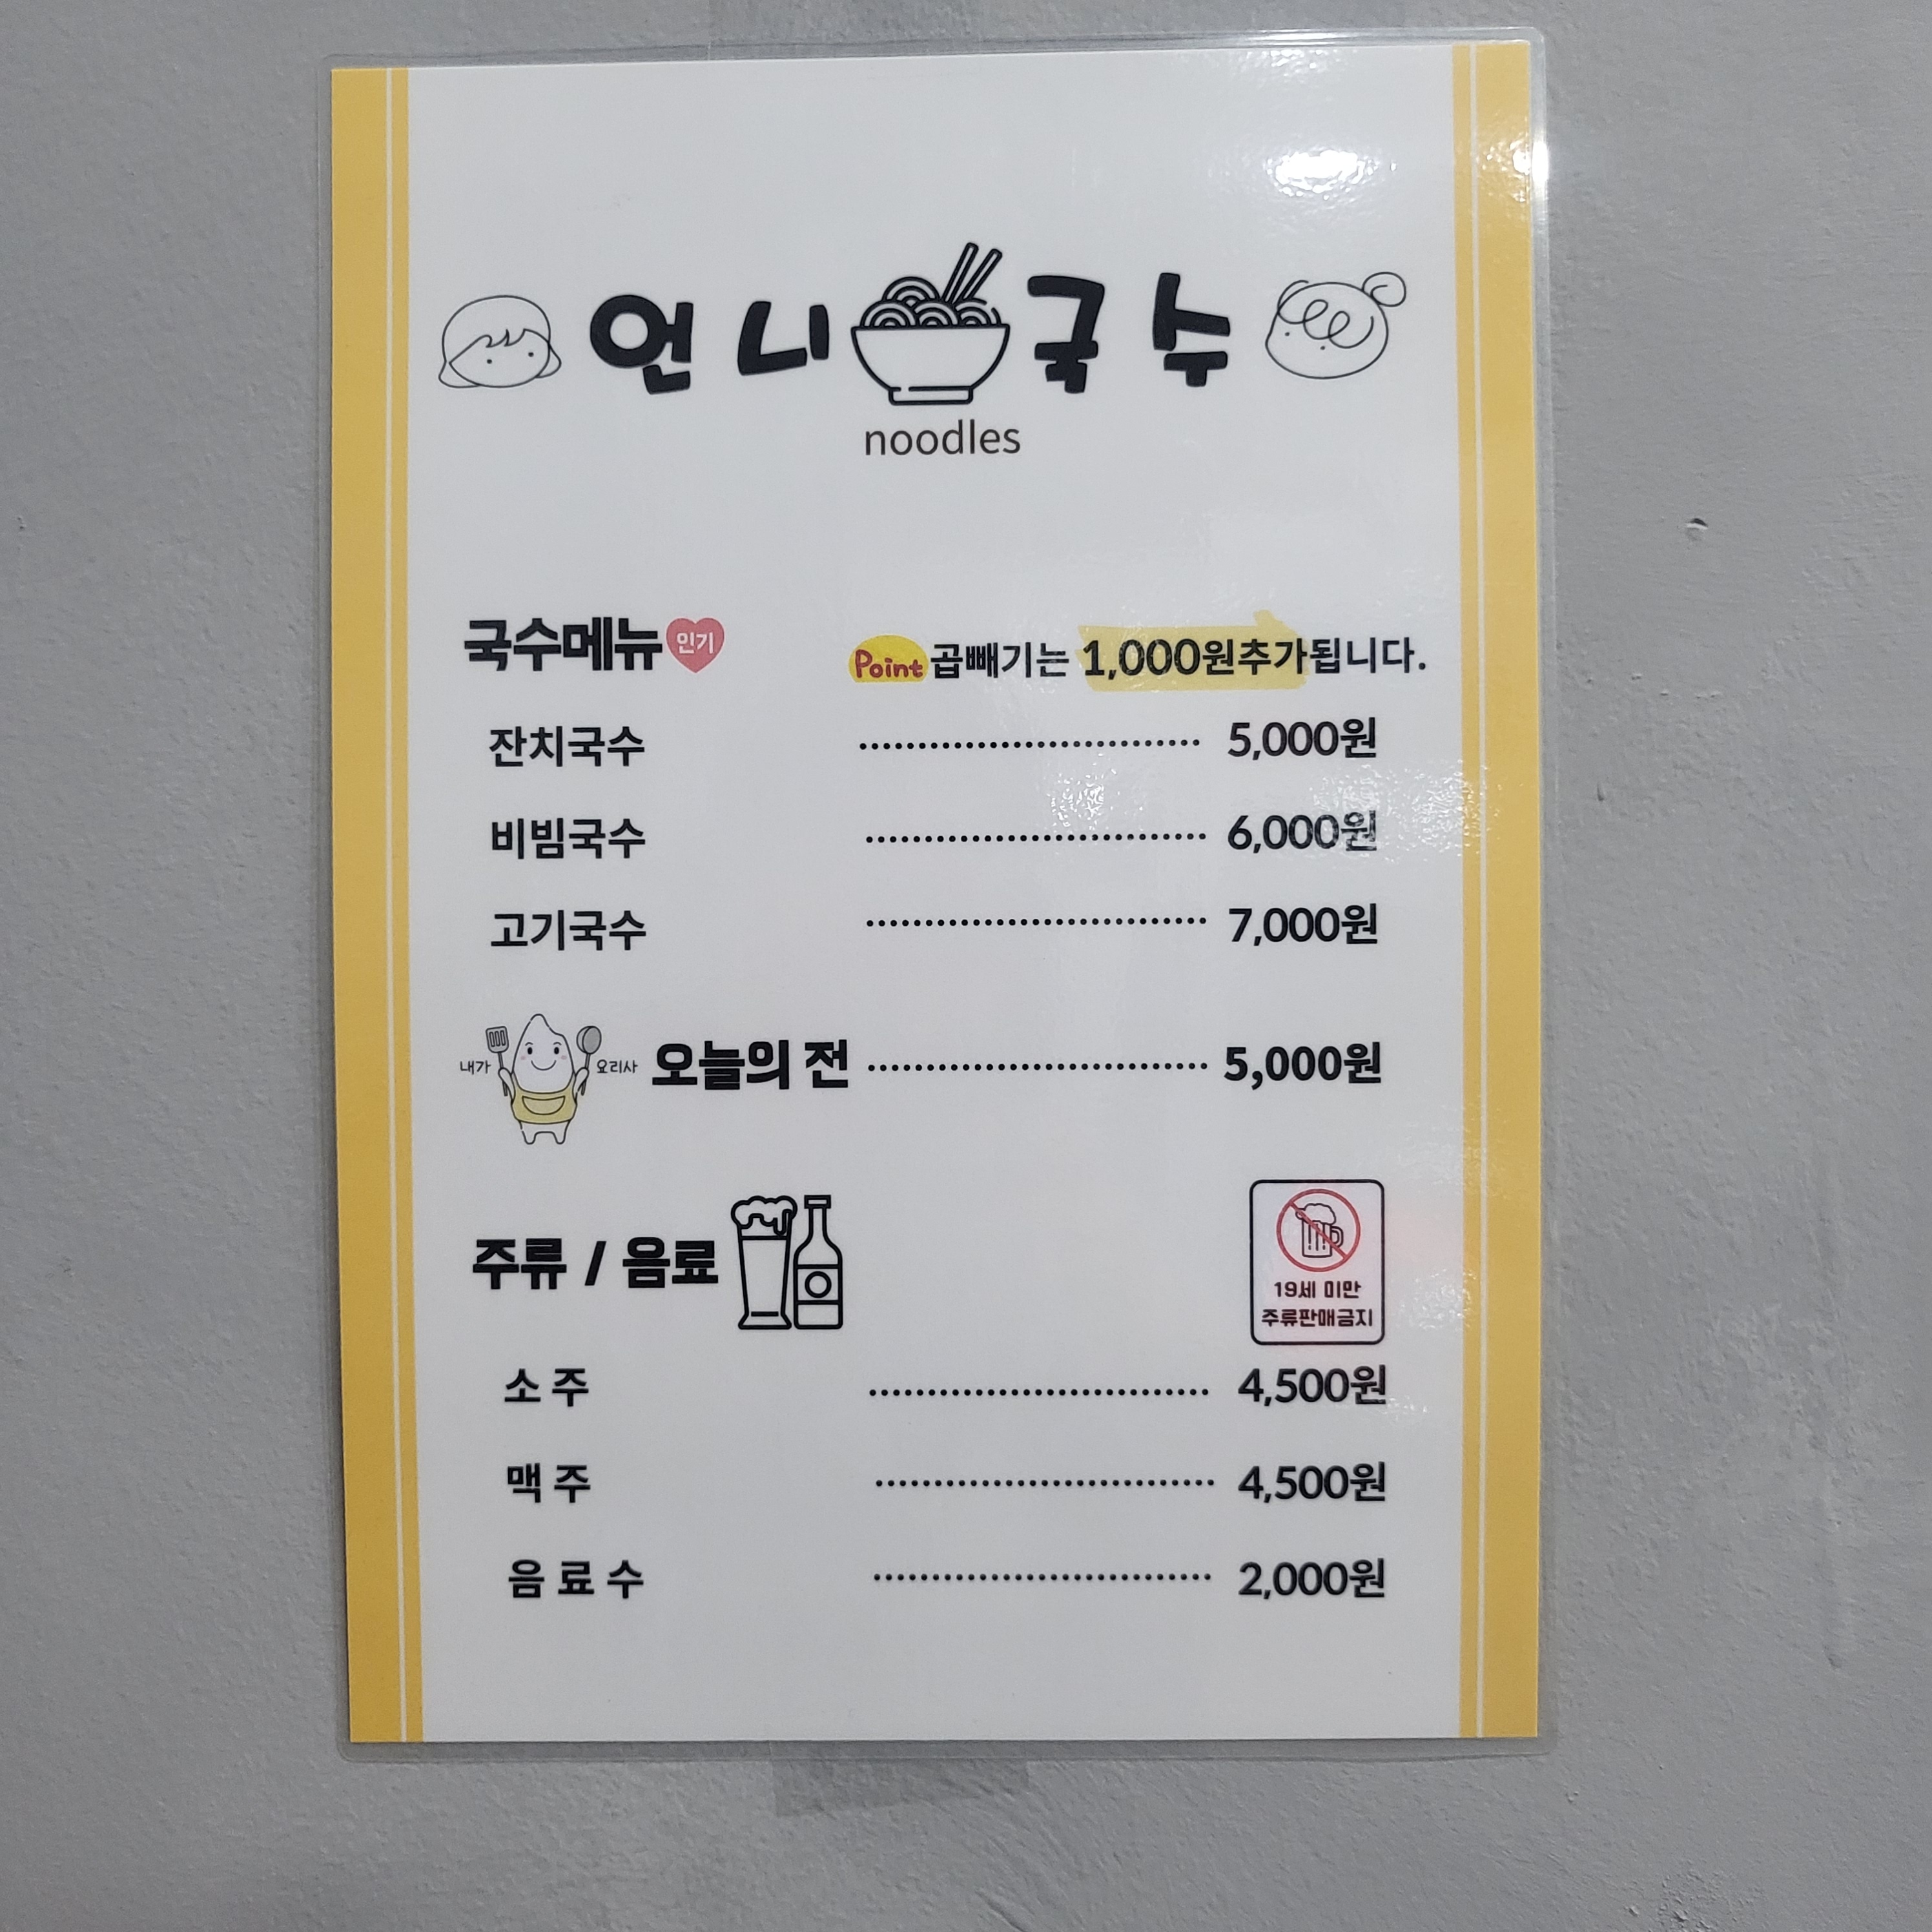 언니국수
noodles
국수메뉴 인기
Point 곱빼기는 1,000원추가됩니다.
잔치국수 5,000원
비빔국수 6,000원
고기국수 7,000원
내가 요리사 오늘의 전 5,000원
주류 / 음료
19세 미만
주류판매금지
소주 4,500원
맥주 4,500원
음료수 2,000원